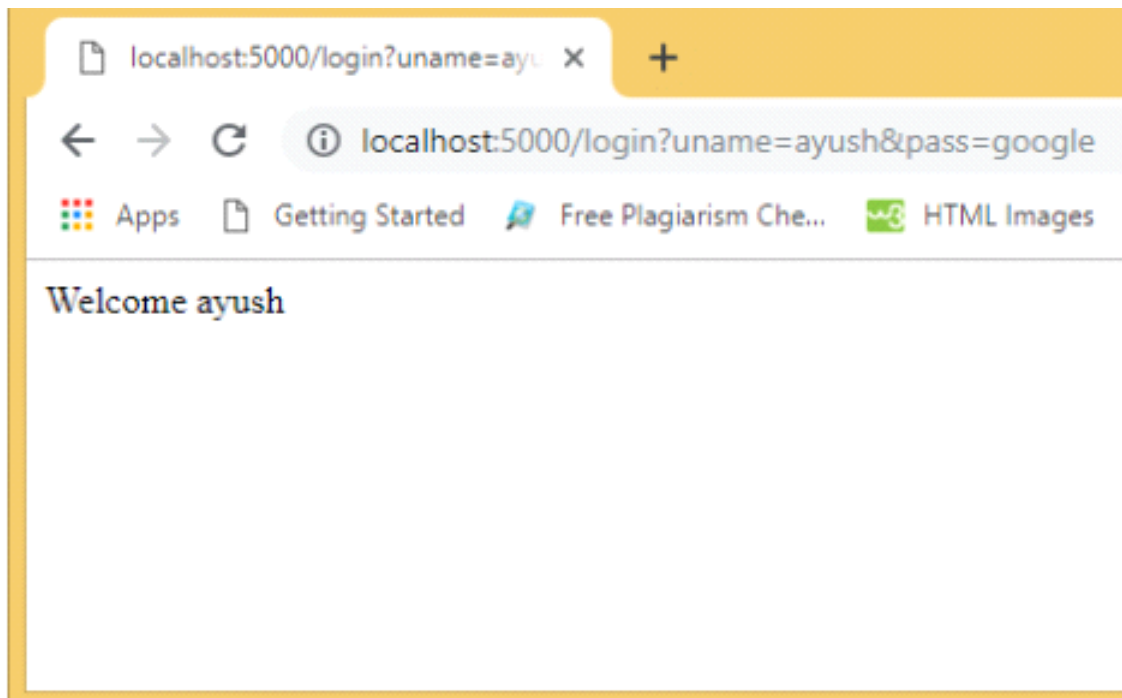 localhost:5000/login?uname=ayu
localhost:5000/login?uname=ayush&pass=google
Apps Getting Started Free Plagiarism Che... HTML Images
Welcome ayush